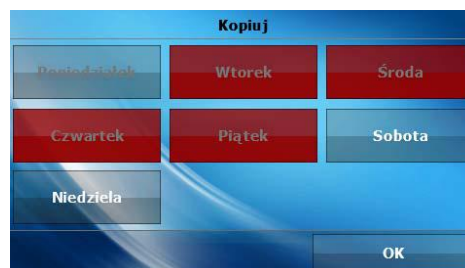 Kopiuj
Poniedziałek Wtorek Środa
Czwartek Piątek Sobota
Niedziela
OK